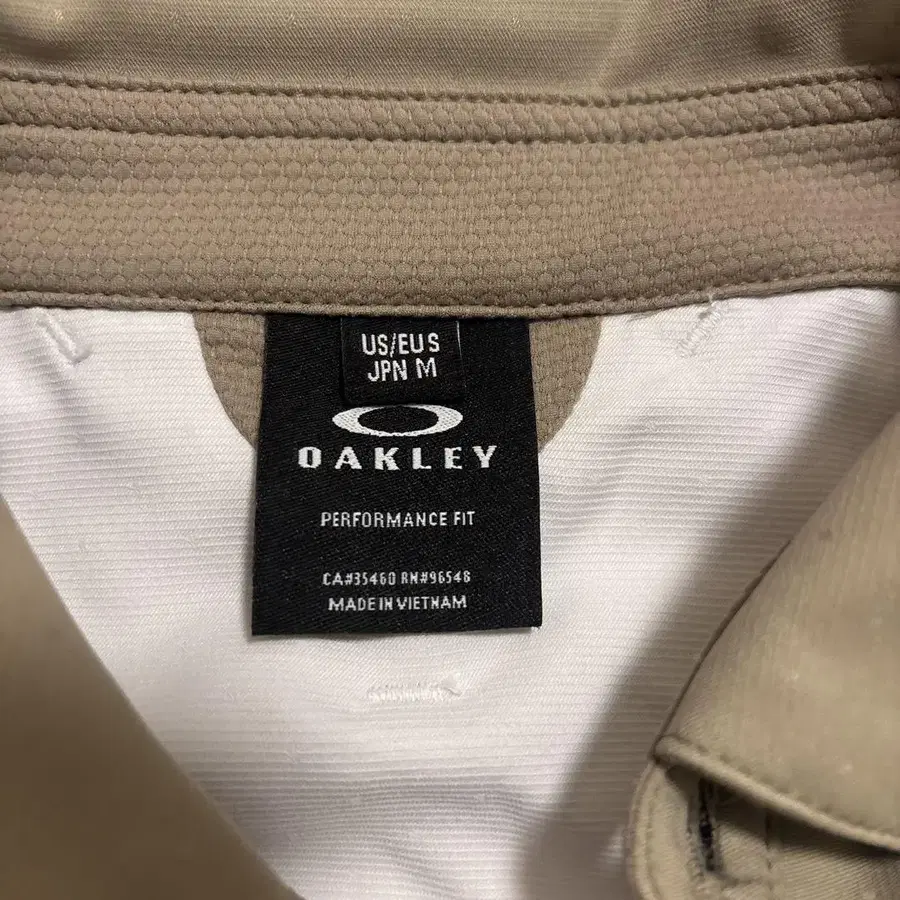 US/EU S
JPN M
OAKLEY
PERFORMANCE FIT
CA#35460 RN#96548
MADE IN VIETNAM